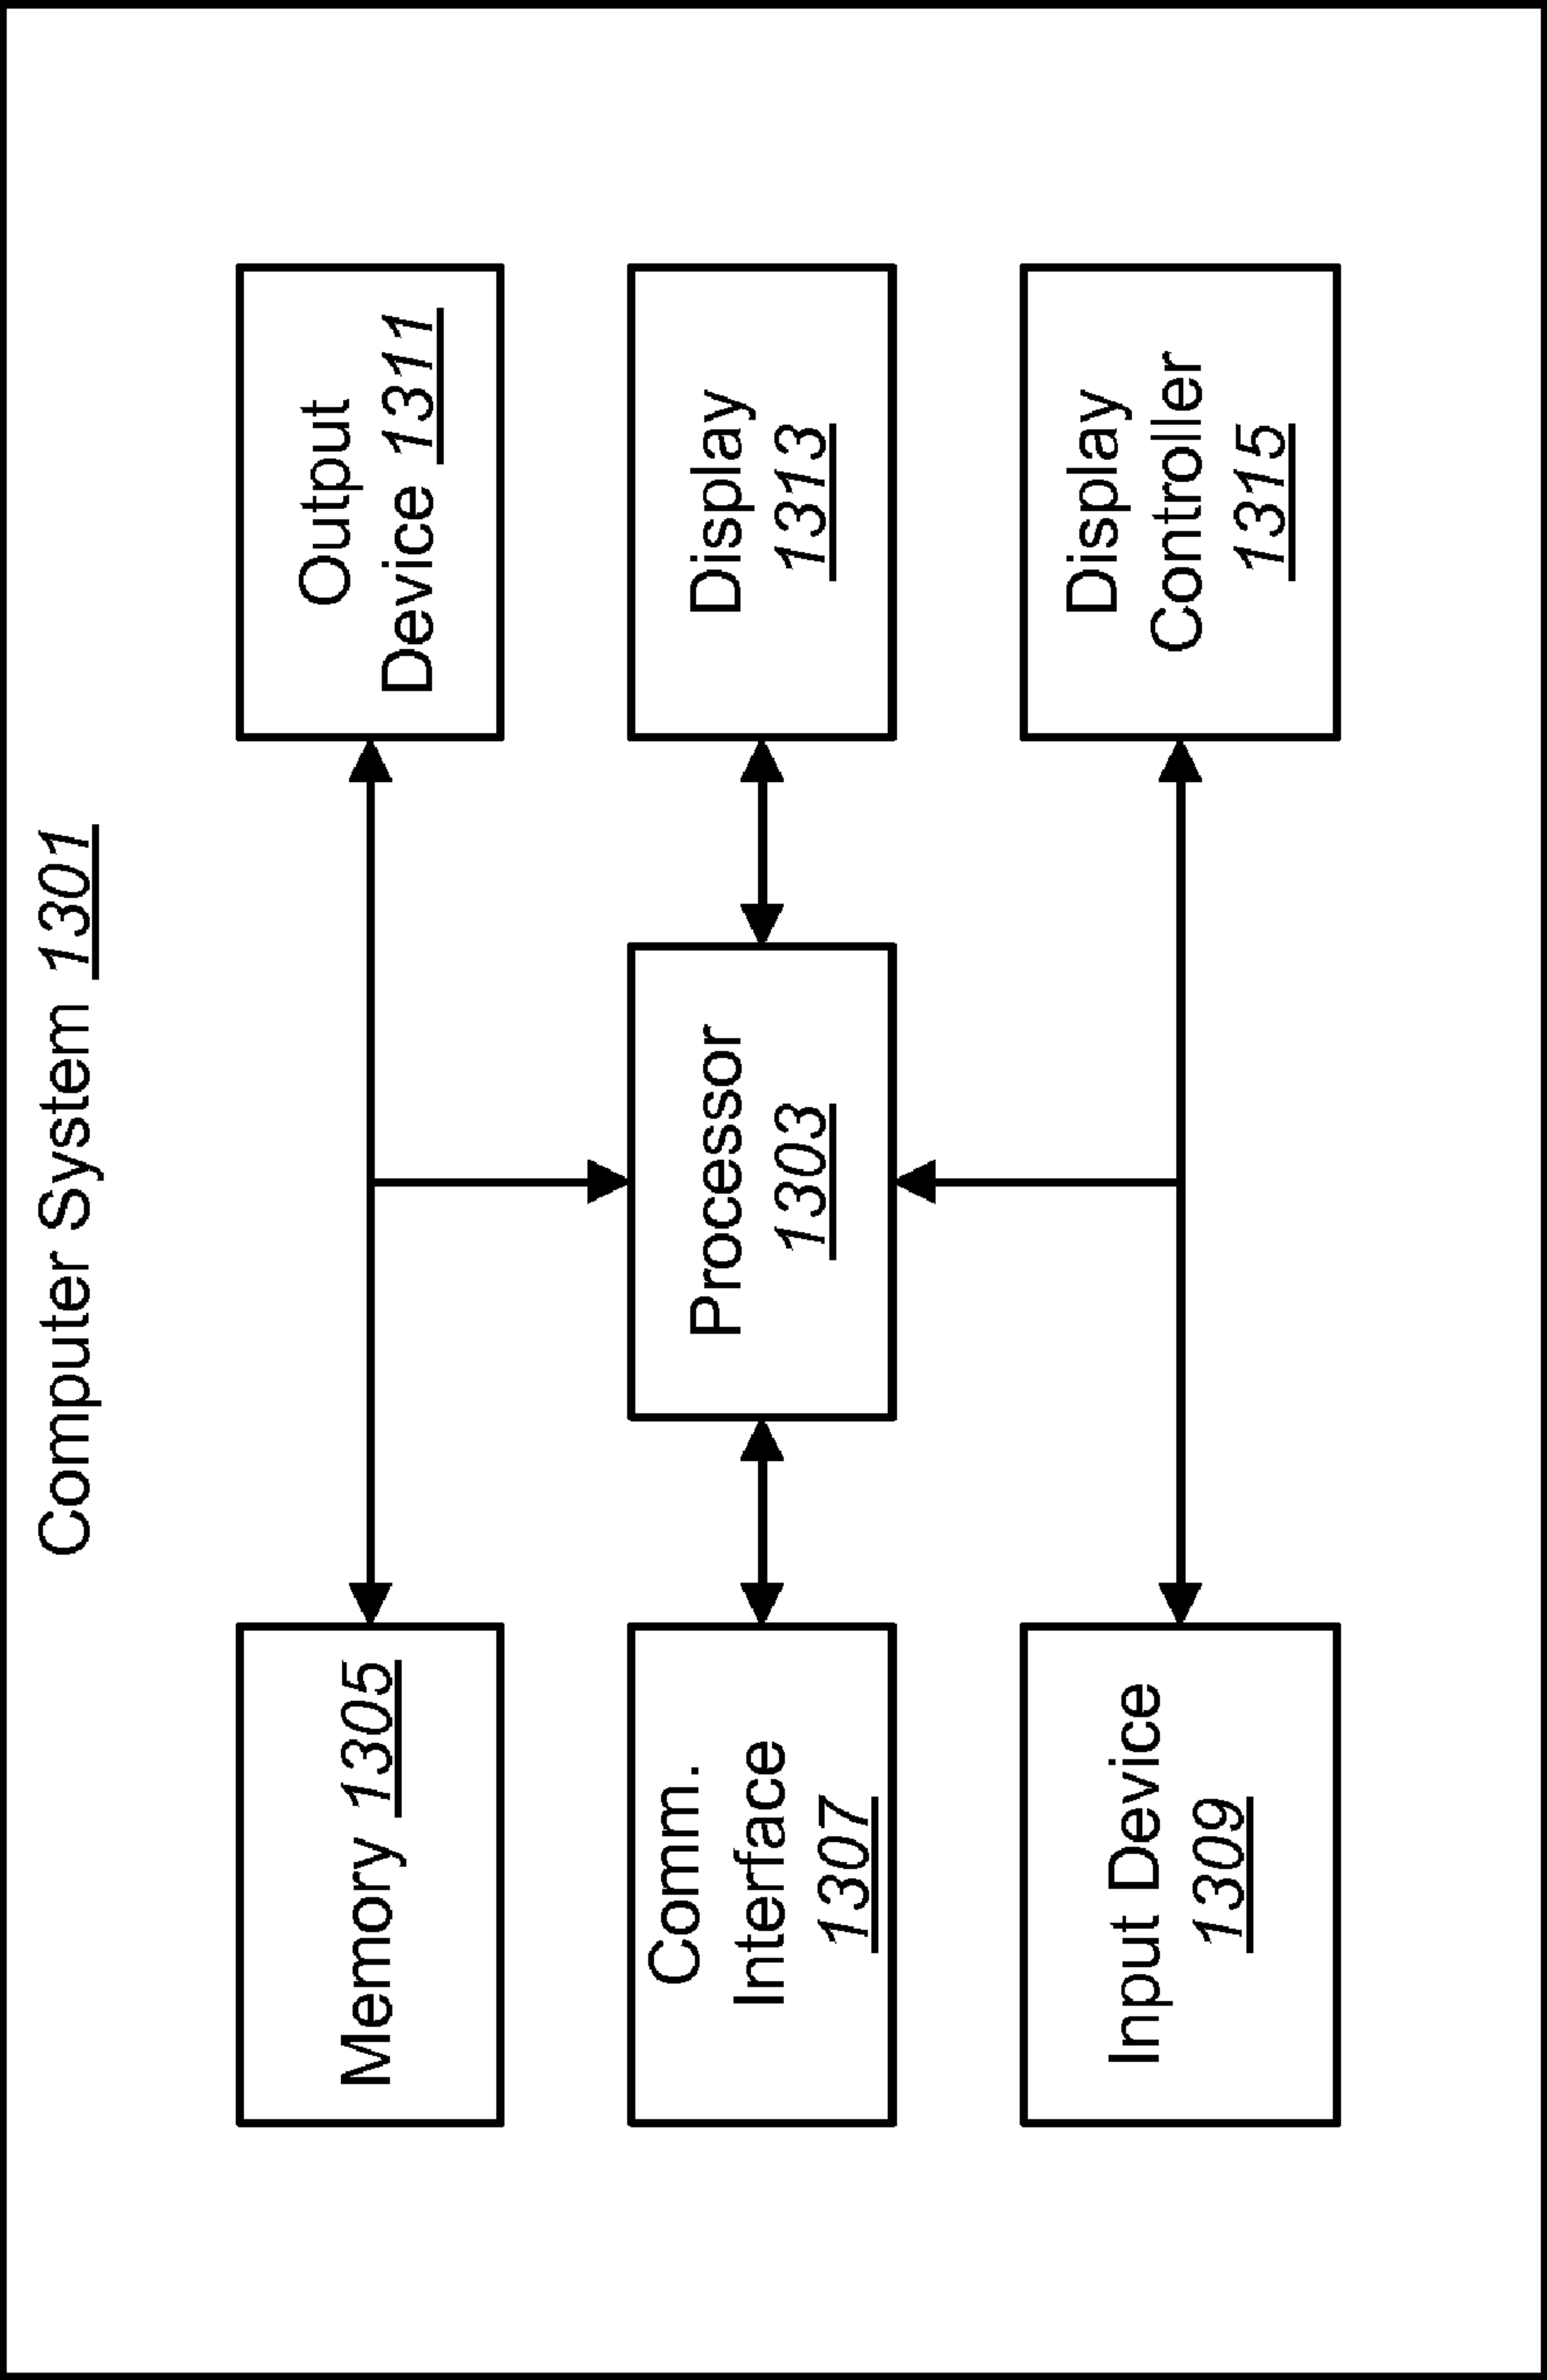 Computer System 1301
Memory 1305
Output
Device 1311
Comm.
Interface
1307
Processor
1303
Display
1313
Input Device
1309
Display
Controller
1315